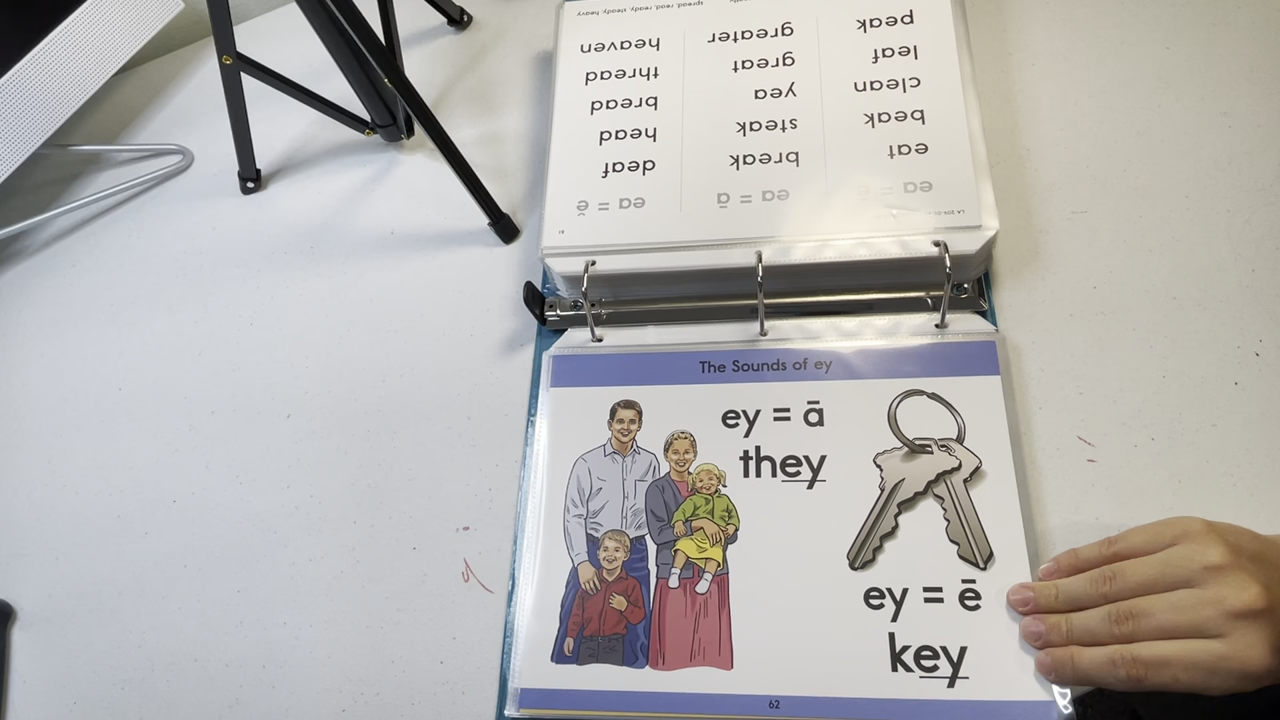 The Sounds of ey
ey = ā
they
ey = ē
key
62
spread, read, ready, steady, heavy
peak
leaf
clean
beak
eat
greater
great
yea
steak
break
ea = ā
heaven
thread
bread
head
deaf
ea = ĕ
81